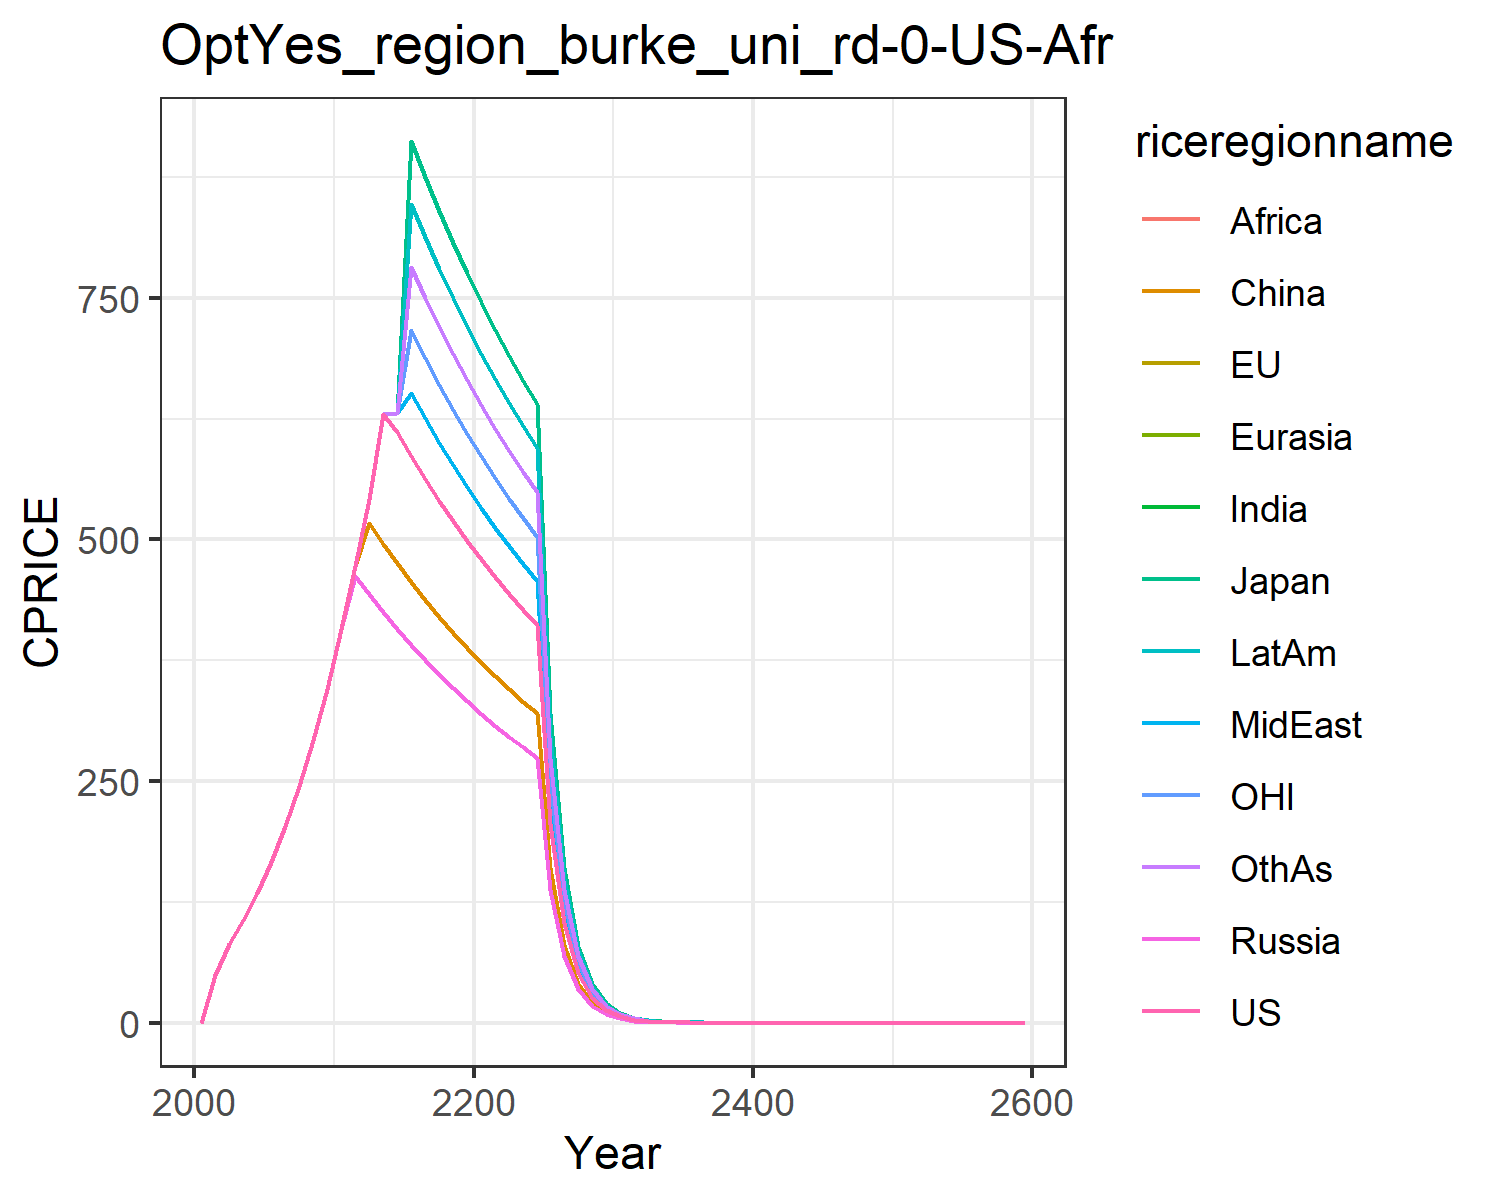 OptYes_region_burke_uni_rd-0-US-Afr
CPRICE
750
500
250
0
2000 2200 2400 2600
Year
riceregionname
Africa
China
EU
Eurasia
India
Japan
LatAm
MidEast
OHI
OthAs
Russia
US